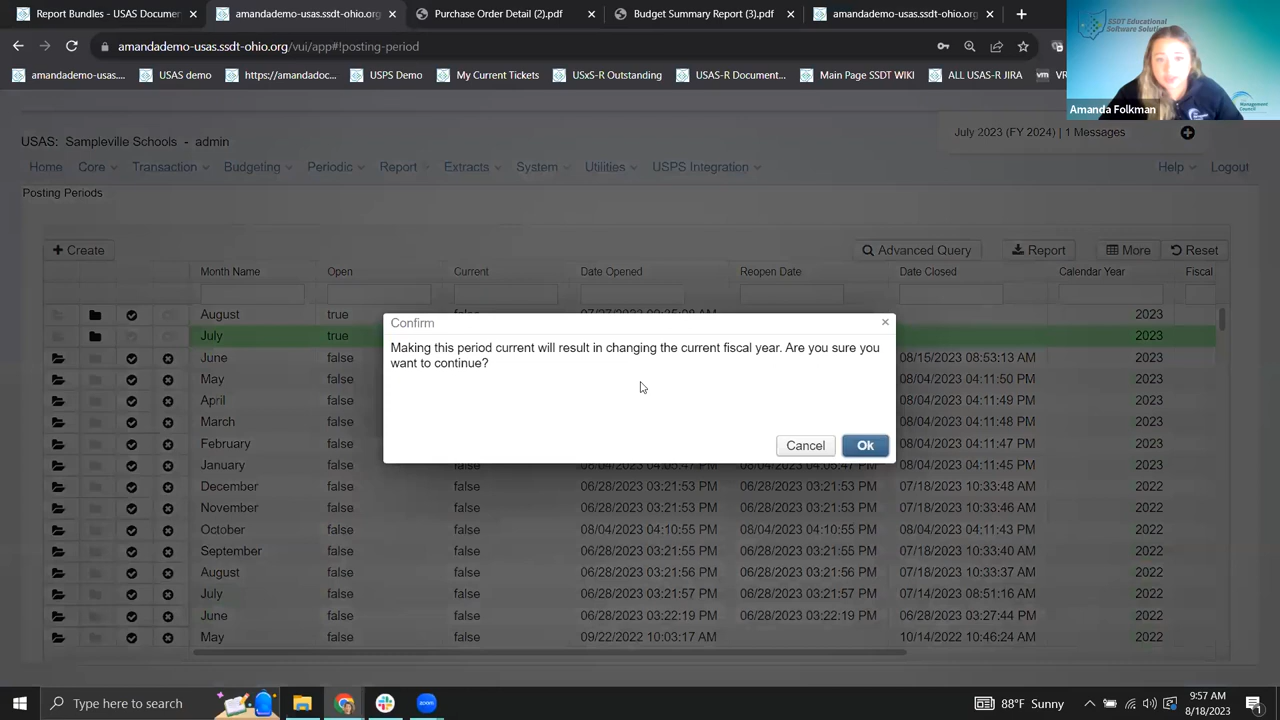 Report Bundles - USAS Documen
amandademo-usas.ssdt-ohio.org/
Purchase Order Detail (2).pdf
Budget Summary Report (3).pdf
amandademo-usas.ssdt-ohio.org
amandademo-usas.ssdt-ohio.org/vui/app#!posting-period
SSDT Educational
Software Solution
Management
Council
Amanda Folkman
amandademo-usas...
USAS demo
https://amandadoc...
USPS Demo
My Current Tickets
USxS-R Outstanding
USAS-R Document...
Main Page SSDT WIKI
ALL USAS-R JIRA
vm VR
USAS: Sampleville Schools - admin
July 2023 (FY 2024) | 1 Messages
Home Core Transaction Budgeting Periodic Report Extracts System Utilities USPS Integration Help Logout
Posting Periods
Create Advanced Query Report More Reset
Month Name Open Current Date Opened Reopen Date Date Closed Calendar Year Fiscal
August true 2023
July true 2023
June false 08/15/2023 08:53:13 AM 2023
May false 08/04/2023 04:11:50 PM 2023
April false 08/04/2023 04:11:49 PM 2023
March false 08/04/2023 04:11:48 PM 2023
February false 08/04/2023 04:11:47 PM 2023
January false 08/04/2023 04:11:45 PM 2023
Confirm
Making this period current will result in changing the current fiscal year. Are you sure you
want to continue?
Cancel Ok
December false false 06/28/2023 03:21:53 PM 06/28/2023 03:21:53 PM 07/18/2023 10:33:48 AM 2022
November false false 06/28/2023 03:21:53 PM 06/28/2023 03:21:53 PM 07/18/2023 10:33:46 AM 2022
October false false 08/04/2023 04:10:55 PM 08/04/2023 04:10:55 PM 08/04/2023 04:11:43 PM 2022
September false false 06/28/2023 03:21:55 PM 06/28/2023 03:21:55 PM 07/18/2023 10:33:40 AM 2022
August false false 06/28/2023 03:21:56 PM 06/28/2023 03:21:56 PM 07/18/2023 10:33:37 AM 2022
July false false 06/28/2023 03:21:57 PM 06/28/2023 03:21:57 PM 07/14/2023 08:51:16 AM 2022
June false false 06/28/2023 03:22:19 PM 06/28/2023 03:22:19 PM 06/28/2023 03:27:44 PM 2022
May false false 09/22/2022 10:03:17 AM 10/14/2022 10:46:24 AM 2022
Type here to search
zoom
88°F Sunny
9:57 AM
8/18/2023
1